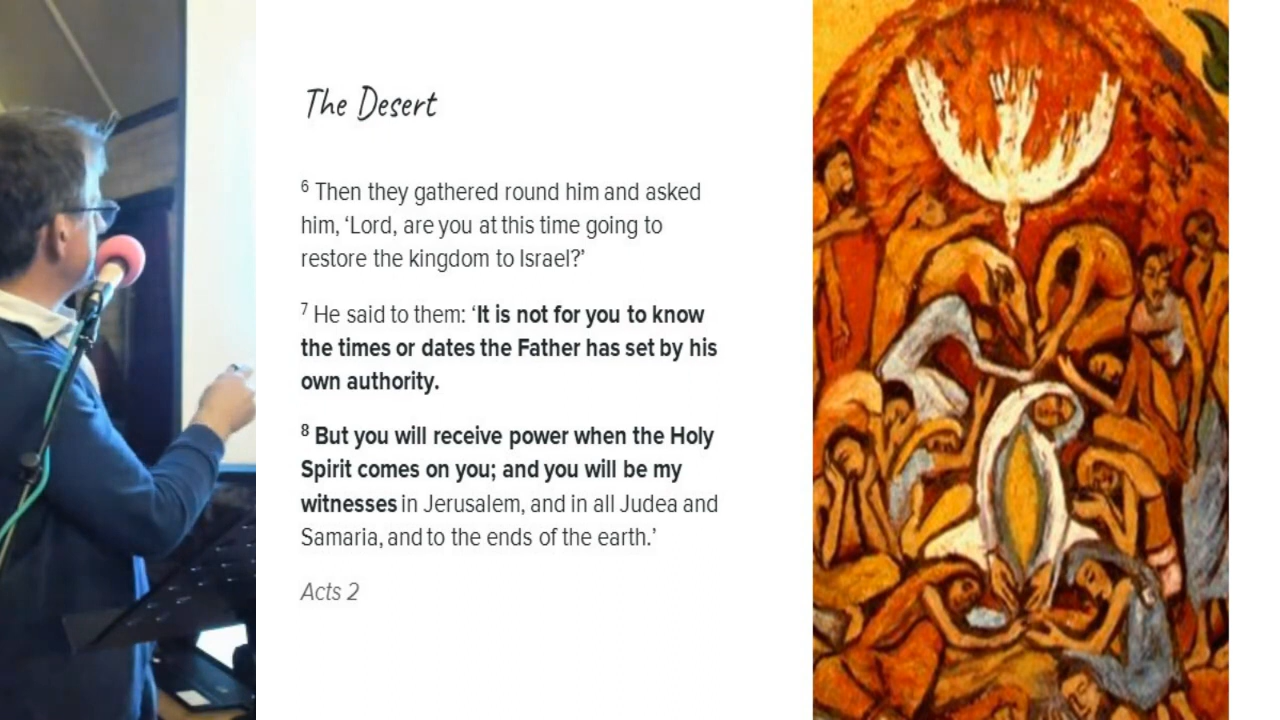 The Desert
⁶ Then they gathered round him and asked
him, ‘Lord, are you at this time going to
restore the kingdom to Israel?’
⁷ He said to them: ‘It is not for you to know
the times or dates the Father has set by his
own authority.
⁸ But you will receive power when the Holy
Spirit comes on you; and you will be my
witnesses in Jerusalem, and in all Judea and
Samaria, and to the ends of the earth.’
Acts 2